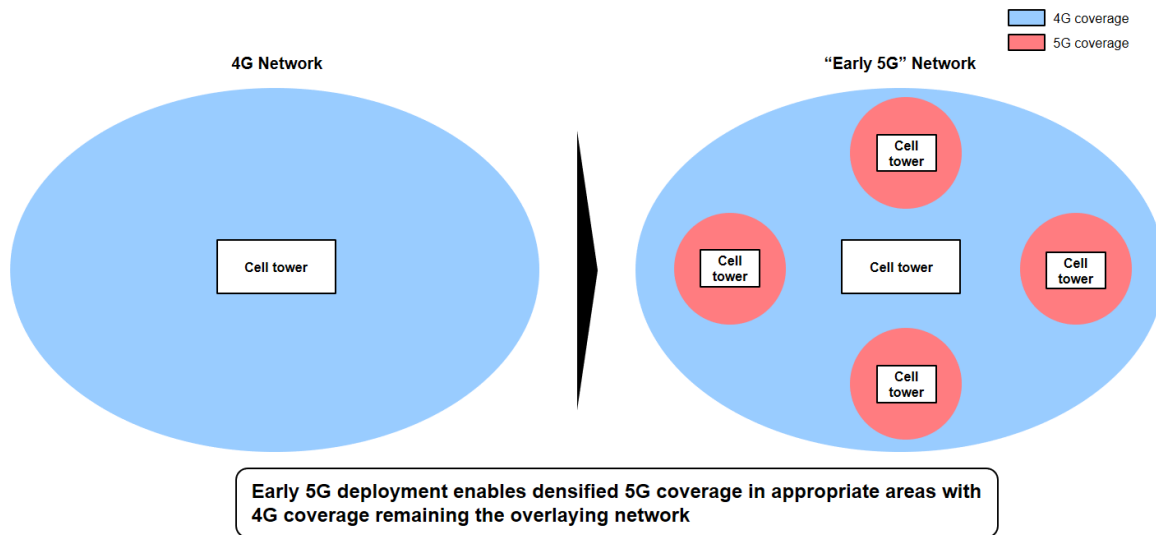 4G coverage
5G coverage
4G Network
“Early 5G” Network
Cell tower
Cell
tower
Cell
tower
Cell tower
Cell
tower
Cell
tower
Early 5G deployment enables densified 5G coverage in appropriate areas with
4G coverage remaining the overlaying network